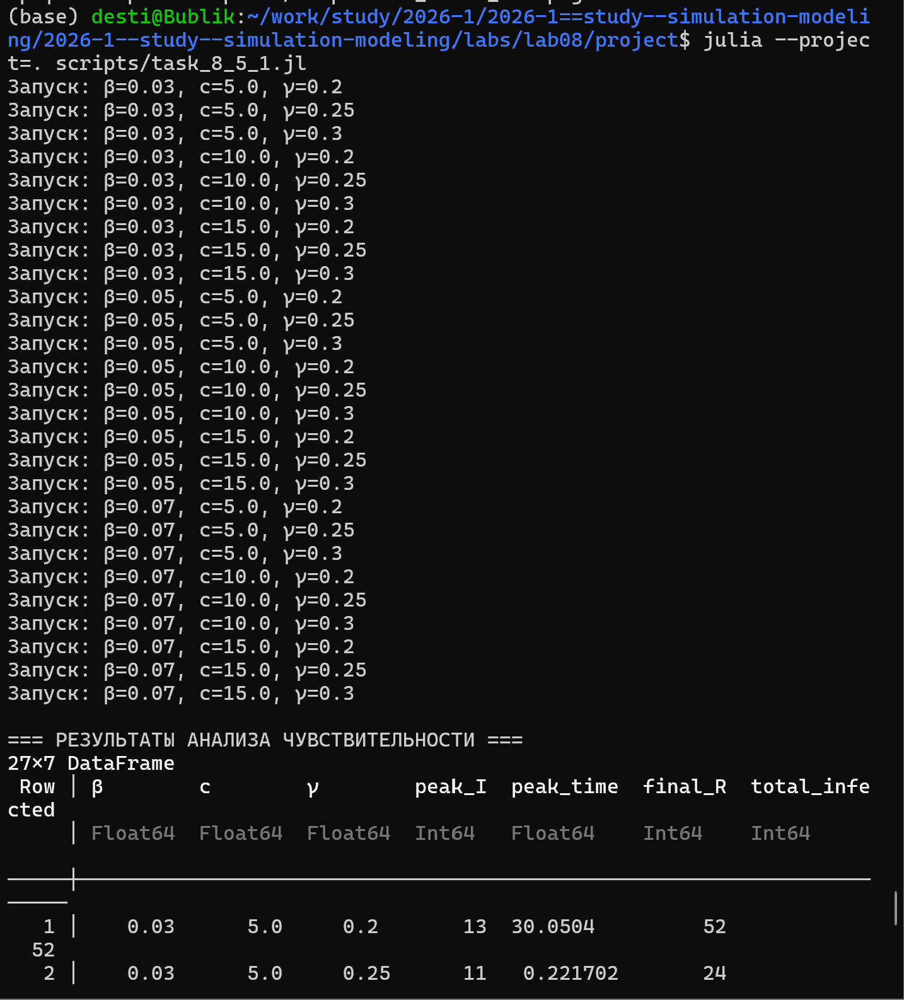 (base) desti@Bublik:~/work/study/2026-1/2026-1==study--simulation-modeli
ng/2026-1--study--simulation-modeling/labs/lab08/project$ julia --projec
t=. scripts/task_8_5_1.jl
Запуск: β=0.03, c=5.0, γ=0.2
Запуск: β=0.03, c=5.0, γ=0.25
Запуск: β=0.03, c=5.0, γ=0.3
Запуск: β=0.03, c=10.0, γ=0.2
Запуск: β=0.03, c=10.0, γ=0.25
Запуск: β=0.03, c=10.0, γ=0.3
Запуск: β=0.03, c=15.0, γ=0.2
Запуск: β=0.03, c=15.0, γ=0.25
Запуск: β=0.03, c=15.0, γ=0.3
Запуск: β=0.05, c=5.0, γ=0.2
Запуск: β=0.05, c=5.0, γ=0.25
Запуск: β=0.05, c=5.0, γ=0.3
Запуск: β=0.05, c=10.0, γ=0.2
Запуск: β=0.05, c=10.0, γ=0.25
Запуск: β=0.05, c=10.0, γ=0.3
Запуск: β=0.05, c=15.0, γ=0.2
Запуск: β=0.05, c=15.0, γ=0.25
Запуск: β=0.05, c=15.0, γ=0.3
Запуск: β=0.07, c=5.0, γ=0.2
Запуск: β=0.07, c=5.0, γ=0.25
Запуск: β=0.07, c=5.0, γ=0.3
Запуск: β=0.07, c=10.0, γ=0.2
Запуск: β=0.07, c=10.0, γ=0.25
Запуск: β=0.07, c=10.0, γ=0.3
Запуск: β=0.07, c=15.0, γ=0.2
Запуск: β=0.07, c=15.0, γ=0.25
Запуск: β=0.07, c=15.0, γ=0.3
=== РЕЗУЛЬТАТЫ АНАЛИЗА ЧУВСТВИТЕЛЬНОСТИ ===
27×7 DataFrame
Row │ β c γ peak_I peak_time final_R total_infe
cted
│ Float64 Float64 Float64 Int64 Float64 Int64 Int64
1 │ 0.03 5.0 0.2 13 30.0504 52
52
2 │ 0.03 5.0 0.25 11 0.221702 24